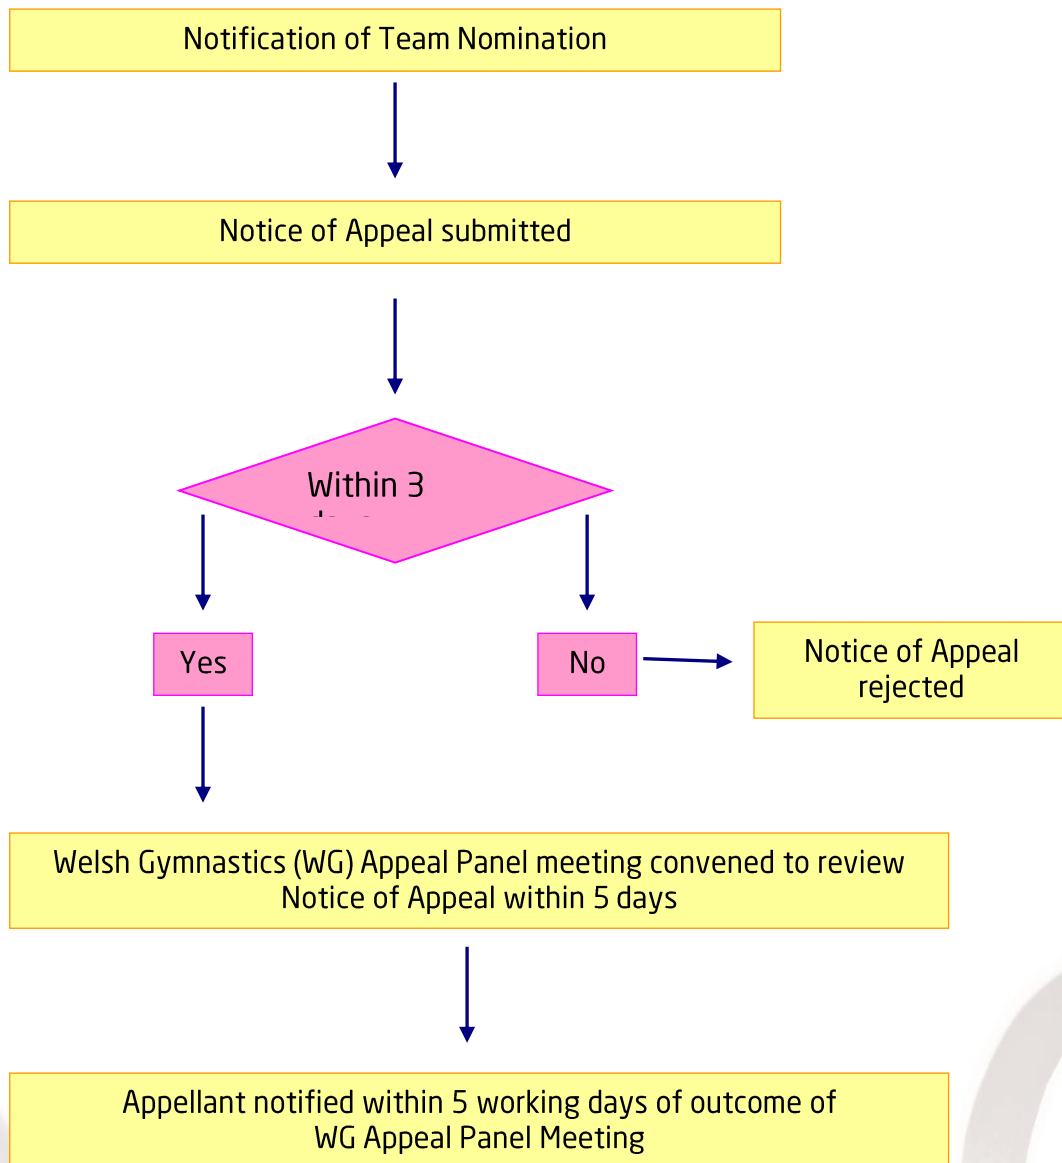 Notification of Team Nomination
Notice of Appeal submitted
Within 3
Yes
No
Notice of Appeal
rejected
Welsh Gymnastics (WG) Appeal Panel meeting convened to review
Notice of Appeal within 5 days
Appellant notified within 5 working days of outcome of
WG Appeal Panel Meeting